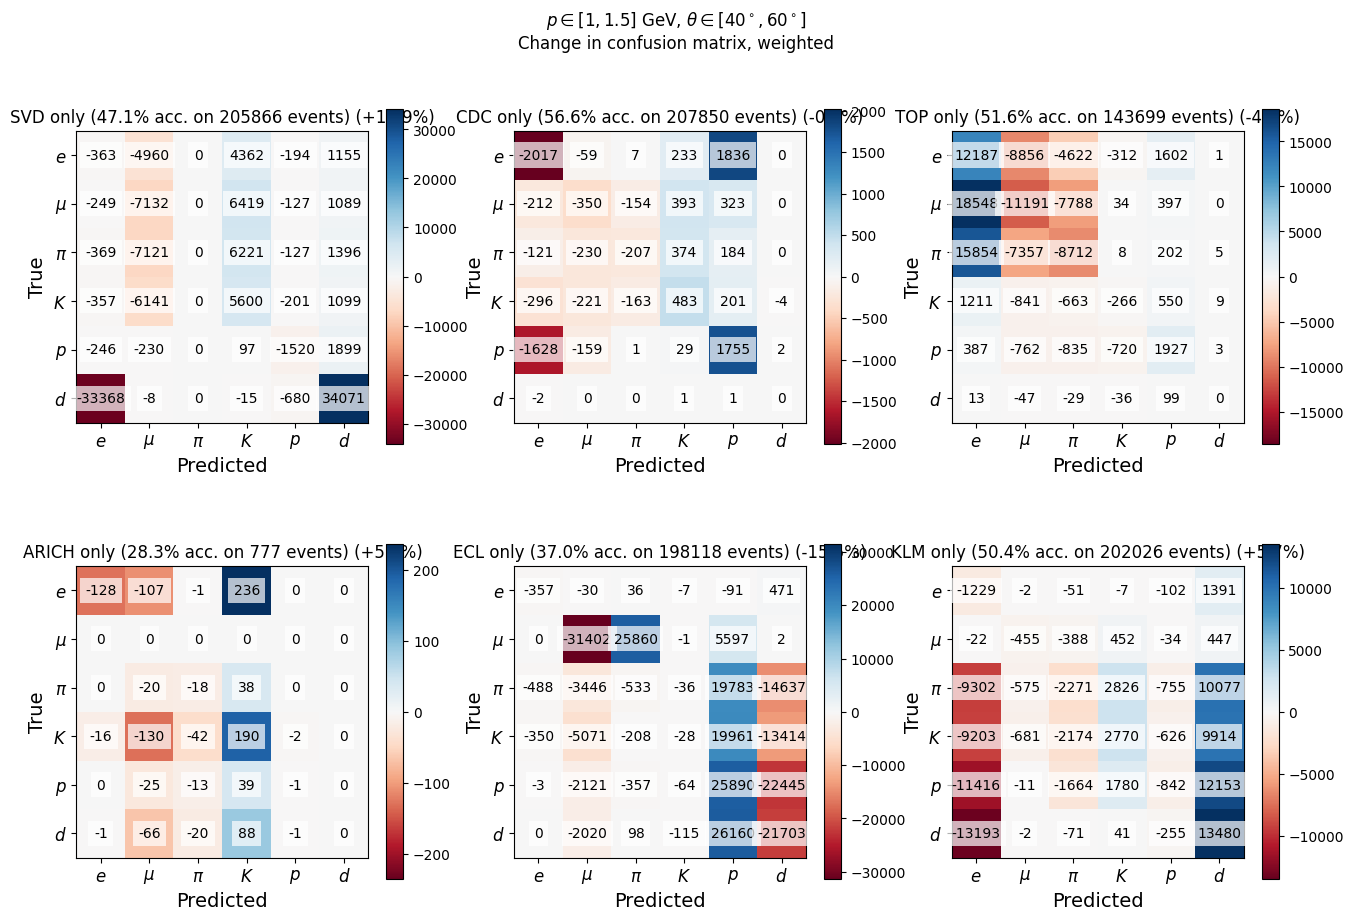 p ∈ [1, 1.5] GeV, θ ∈ [40°, 60°]
Change in confusion matrix, weighted
SVD only (47.1% acc. on 205866 events)
True
e -363 -4960 0 4362 -194 1155
μ -249 -7132 0 6419 -127 1089
π -369 -7121 0 6221 -127 1396
K -357 -6141 0 5600 -201 1099
p -246 -230 0 97 -1520 1899
d -33368 -8 0 -15 -680 34071
e μ π K p d
Predicted
30000
20000
10000
0
−10000
−20000
−30000
CDC only (56.6% acc. on 207850 events)
True
e -2017 -59 7 233 1836 0
μ -212 -350 -154 393 323 0
π -121 -230 -207 374 184 0
K -296 -221 -163 483 201 -4
p -1628 -159 1 29 1755 2
d -2 0 0 1 1 0
e μ π K p d
Predicted
2000
1500
1000
500
0
−500
−1000
−1500
−2000
TOP only (51.6% acc. on 143699 events)
True
e 12187 -8856 -4622 -312 1602 1
μ 18548 -11191 -7788 34 397 0
π 15854 -7357 -8712 8 202 5
K 1211 -841 -663 -266 550 9
p 387 -762 -835 -720 1927 3
d 13 -47 -29 -36 99 0
e μ π K p d
Predicted
15000
10000
5000
0
−5000
−10000
−15000
ARICH only (28.3% acc. on 777 events)
True
e -128 -107 -1 236 0 0
μ 0 0 0 0 0 0
π 0 -20 -18 38 0 0
K -16 -130 -42 190 -2 0
p 0 -25 -13 39 -1 0
d -1 -66 -20 88 -1 0
e μ π K p d
Predicted
200
100
0
−100
−200
ECL only (37.0% acc. on 198118 events)
True
e -357 -30 36 -7 -91 471
μ 0 -31402 25860 -1 5597 2
π -488 -3446 -533 -36 19783 -14637
K -350 -5071 -208 -28 19961 -13414
p -3 -2121 -357 -64 25890 -22445
d 0 -2020 98 -115 26160 -21703
e μ π K p d
Predicted
30000
20000
10000
0
−10000
−20000
−30000
KLM only (50.4% acc. on 202026 events)
True
e -1229 -2 -51 -7 -102 1391
μ -22 -455 -388 452 -34 447
π -9302 -575 -2271 2826 -755 10077
K -9203 -681 -2174 2770 -626 9914
p -11416 -11 -1664 1780 -842 12153
d -13193 -2 -71 41 -255 13480
e μ π K p d
Predicted
10000
5000
0
−5000
−10000